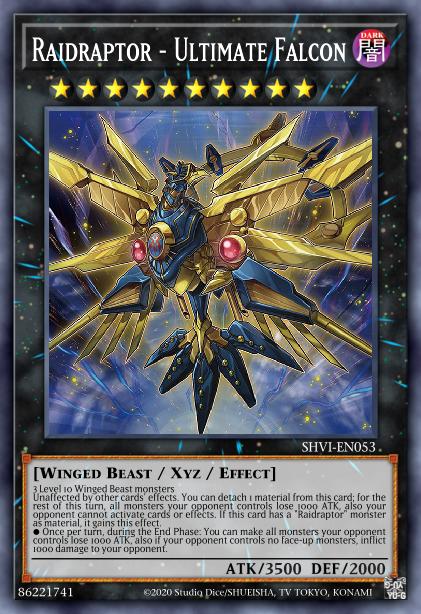 Raidraptor - Ultimate Falcon
DARK
闇
SHVI-EN053
[Winged Beast / Xyz / Effect]
3 Level 10 Winged Beast monsters
Unaffected by other cards' effects. You can detach 1 material from this card; for the
rest of this turn, all monsters your opponent controls lose 1000 ATK, also your
opponent cannot activate cards or effects. If this card has a "Raidraptor" monster
as material, it gains this effect.
● Once per turn, during the End Phase: You can make all monsters your opponent
controls lose 1000 ATK, also if your opponent controls no face-up monsters, inflict
1000 damage to your opponent.
ATK/3500 DEF/2000
86221741
©2020 Studio Dice/SHUEISHA, TV TOKYO, KONAMI